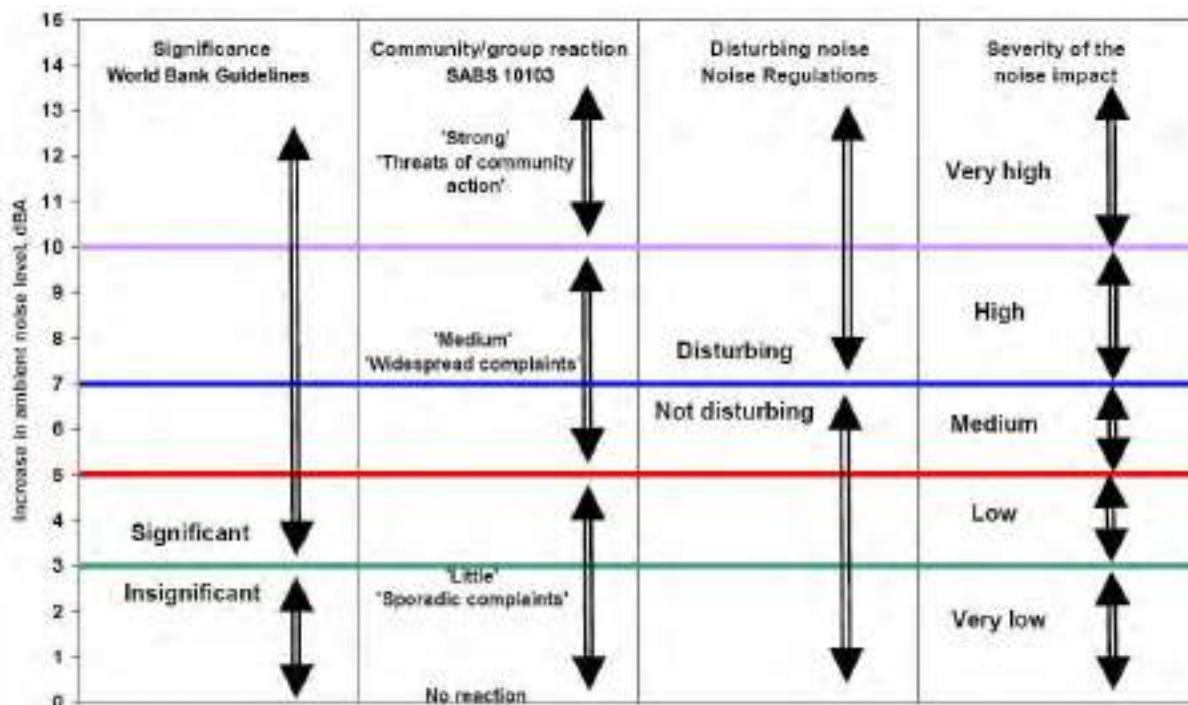 Increase in ambient noise level, dBA
15
14
13
12
11
10
9
8
7
6
5
4
3
2
1
0
Significance
World Bank Guidelines
Significant
Insignificant
Community/group reaction
SABS 10103
'Strong'
'Threats of community
action'
'Medium'
'Widespread complaints'
'Little'
'Sporadic complaints'
No reaction
Disturbing noise
Noise Regulations
Disturbing
Not disturbing
Severity of the
noise impact
Very high
High
Medium
Low
Very low